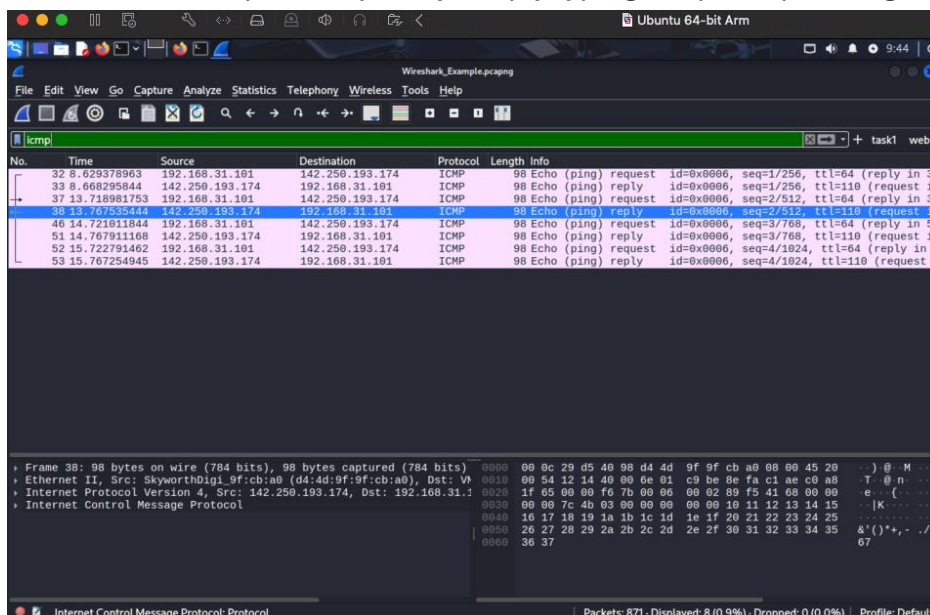 Ubuntu 64-bit Arm
9:44
Wireshark_Example.pcapng
File Edit View Go Capture Analyze Statistics Telephony Wireless Tools Help
icmp + task1 web
No. Time Source Destination Protocol Length Info
32 8.629378963 192.168.31.101 142.250.193.174 ICMP 98 Echo (ping) request id=0x0006, seq=1/256, ttl=64 (reply in 3
33 8.668295844 142.250.193.174 192.168.31.101 ICMP 98 Echo (ping) reply id=0x0006, seq=1/256, ttl=110 (request i
37 13.718981753 192.168.31.101 142.250.193.174 ICMP 98 Echo (ping) request id=0x0006, seq=2/512, ttl=64 (reply in 3
38 13.767535444 142.250.193.174 192.168.31.101 ICMP 98 Echo (ping) reply id=0x0006, seq=2/512, ttl=110 (request i
46 14.721011844 192.168.31.101 142.250.193.174 ICMP 98 Echo (ping) request id=0x0006, seq=3/768, ttl=64 (reply in 5
51 14.767911168 142.250.193.174 192.168.31.101 ICMP 98 Echo (ping) reply id=0x0006, seq=3/768, ttl=110 (request i
52 15.722791462 192.168.31.101 142.250.193.174 ICMP 98 Echo (ping) request id=0x0006, seq=4/1024, ttl=64 (reply in
53 15.767254945 142.250.193.174 192.168.31.101 ICMP 98 Echo (ping) reply id=0x0006, seq=4/1024, ttl=110 (request
Frame 38: 98 bytes on wire (784 bits), 98 bytes captured (784 bits)
Ethernet II, Src: SkyworthDigi_9f:cb:a0 (d4:4d:9f:9f:cb:a0), Dst: VM
Internet Protocol Version 4, Src: 142.250.193.174, Dst: 192.168.31.1
Internet Control Message Protocol
0000 00 0c 29 d5 40 98 d4 4d 9f 9f cb a0 08 00 45 20 ··)·@··M
0010 00 54 12 14 40 00 6e 01 c9 be 8e fa c1 ae c0 a8 ·T··@·n·
0020 1f 65 00 00 f6 7b 00 06 00 02 89 f5 41 68 00 00 ·e···{··
0030 00 00 7c 4b 03 00 00 00 00 00 10 11 12 13 14 15 ··|K····
0040 16 17 18 19 1a 1b 1c 1d 1e 1f 20 21 22 23 24 25 ········
0050 26 27 28 29 2a 2b 2c 2d 2e 2f 30 31 32 33 34 35 &'()*+,- ./
0060 36 37 67
Internet Control Message Protocol: Protocol Packets: 871 · Displayed: 8 (0.9%) · Dropped: 0 (0.0%) Profile: Default